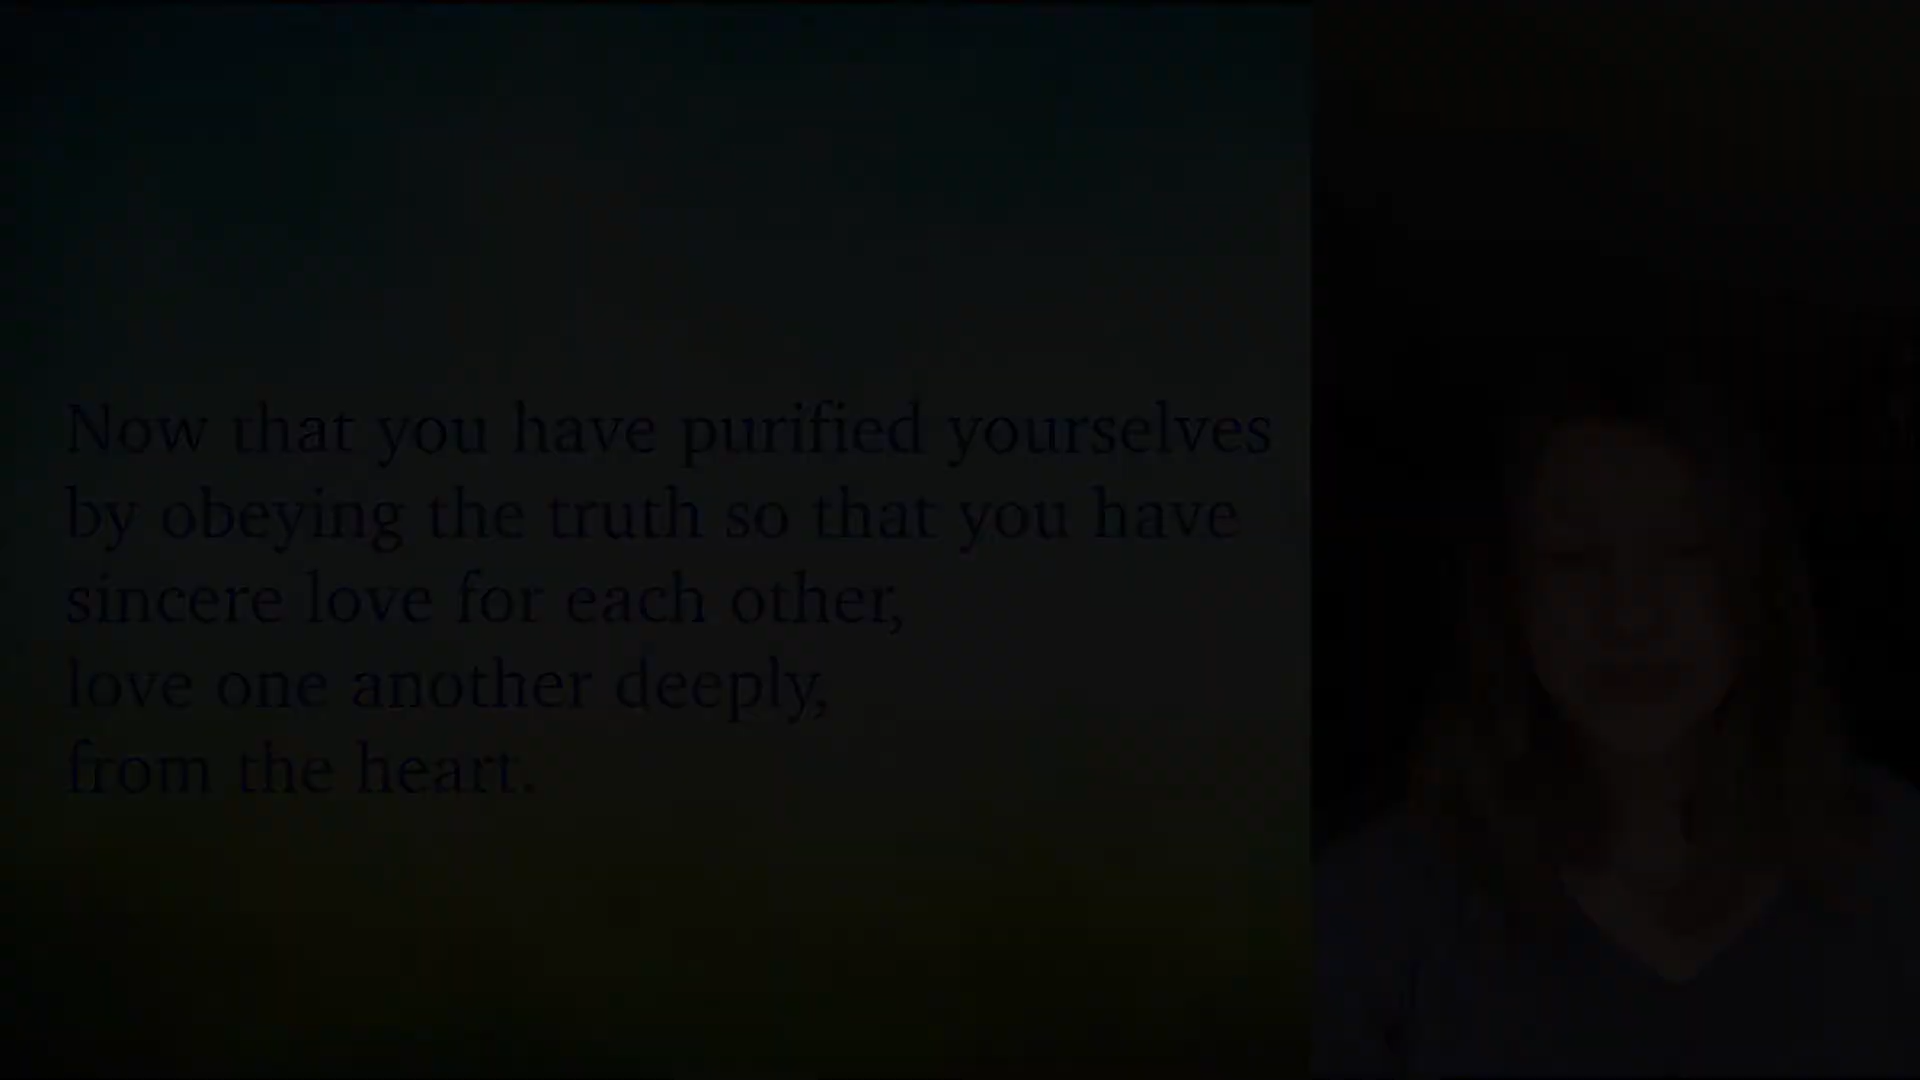 Now that you have purified yourselves
by obeying the truth so that you have
sincere love for each other,
love one another deeply,
from the heart.